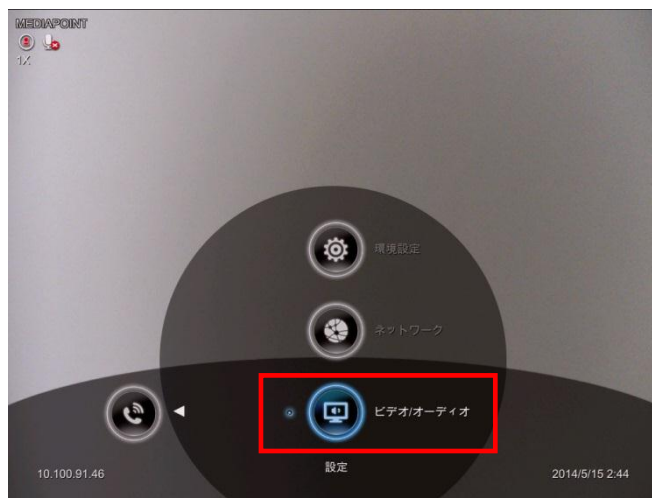 MEDIAPOINT
1X
環境設定
ネットワーク
ビデオ/オーディオ
設定
10.100.91.46
2014/5/15 2:44